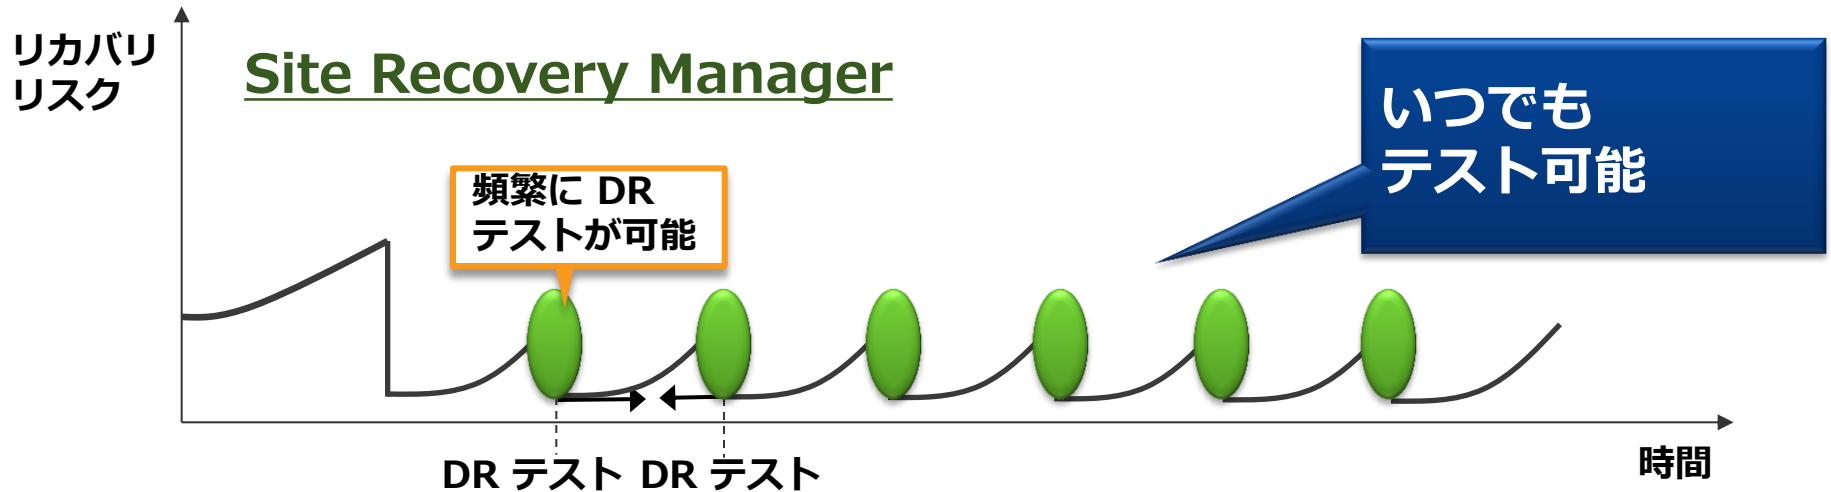 リカバリ
リスク
Site Recovery Manager
いつでも
テスト可能
頻繁に DR
テストが可能
DR テスト DR テスト
時間